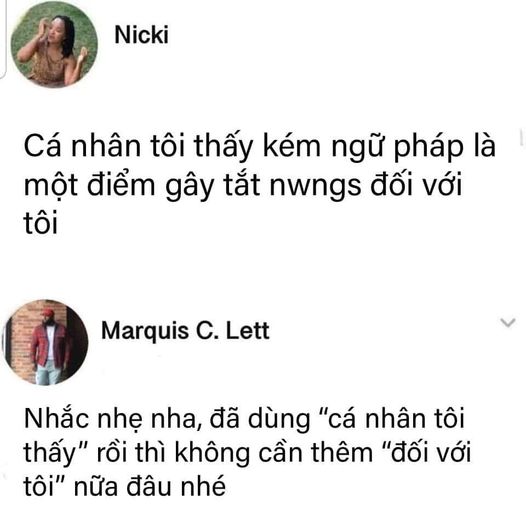 Nicki
Cá nhân tôi thấy kém ngữ pháp là
một điểm gây tắt nwngs đối với
tôi
Marquis C. Lett
Nhắc nhẹ nha, đã dùng “cá nhân tôi
thấy” rồi thì không cần thêm “đối với
tôi” nữa đâu nhé